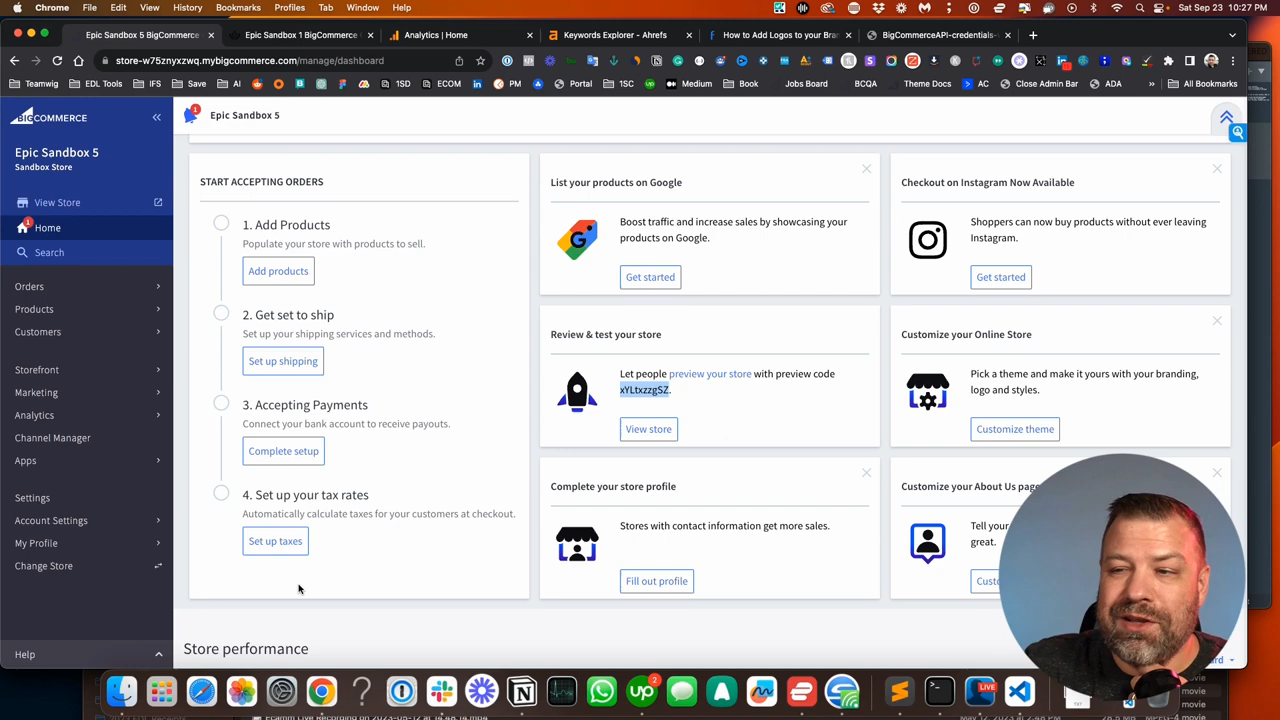 Chrome File Edit View History Bookmarks Profiles Tab Window Help
Sat Sep 23 10:27 PM
Epic Sandbox 5 BigCommerce
Epic Sandbox 1 BigCommerce
Analytics | Home
Keywords Explorer - Ahrefs
How to Add Logos to your Bra
BigCommerceAPI-credentials-
store-w75znyxzwq.mybigcommerce.com/manage/dashboard
Teamwig EDL Tools IFS Save AI 1SD ECOM PM Portal 1SC Medium Book Jobs Board BCQA Theme Docs AC Close Admin Bar ADA » All Bookmarks
BIGCOMMERCE
Epic Sandbox 5
Sandbox Store
View Store
1
Home
Search
Orders
Products
Customers
Storefront
Marketing
Analytics
Channel Manager
Apps
Settings
Account Settings
My Profile
Change Store
Help
1
Epic Sandbox 5
START ACCEPTING ORDERS
1. Add Products
Populate your store with products to sell.
Add products
2. Get set to ship
Set up your shipping services and methods.
Set up shipping
3. Accepting Payments
Connect your bank account to receive payouts.
Complete setup
4. Set up your tax rates
Automatically calculate taxes for your customers at checkout.
Set up taxes
List your products on Google
Boost traffic and increase sales by showcasing your
products on Google.
Get started
Checkout on Instagram Now Available
Shoppers can now buy products without ever leaving
Instagram.
Get started
Review & test your store
Let people preview your store with preview code
xYLtxzzgSZ.
View store
Customize your Online Store
Pick a theme and make it yours with your branding,
logo and styles.
Customize theme
Complete your store profile
Stores with contact information get more sales.
Fill out profile
Customize your About Us page
Tell your
great.
Store performance
2
LIVE
movie
movie